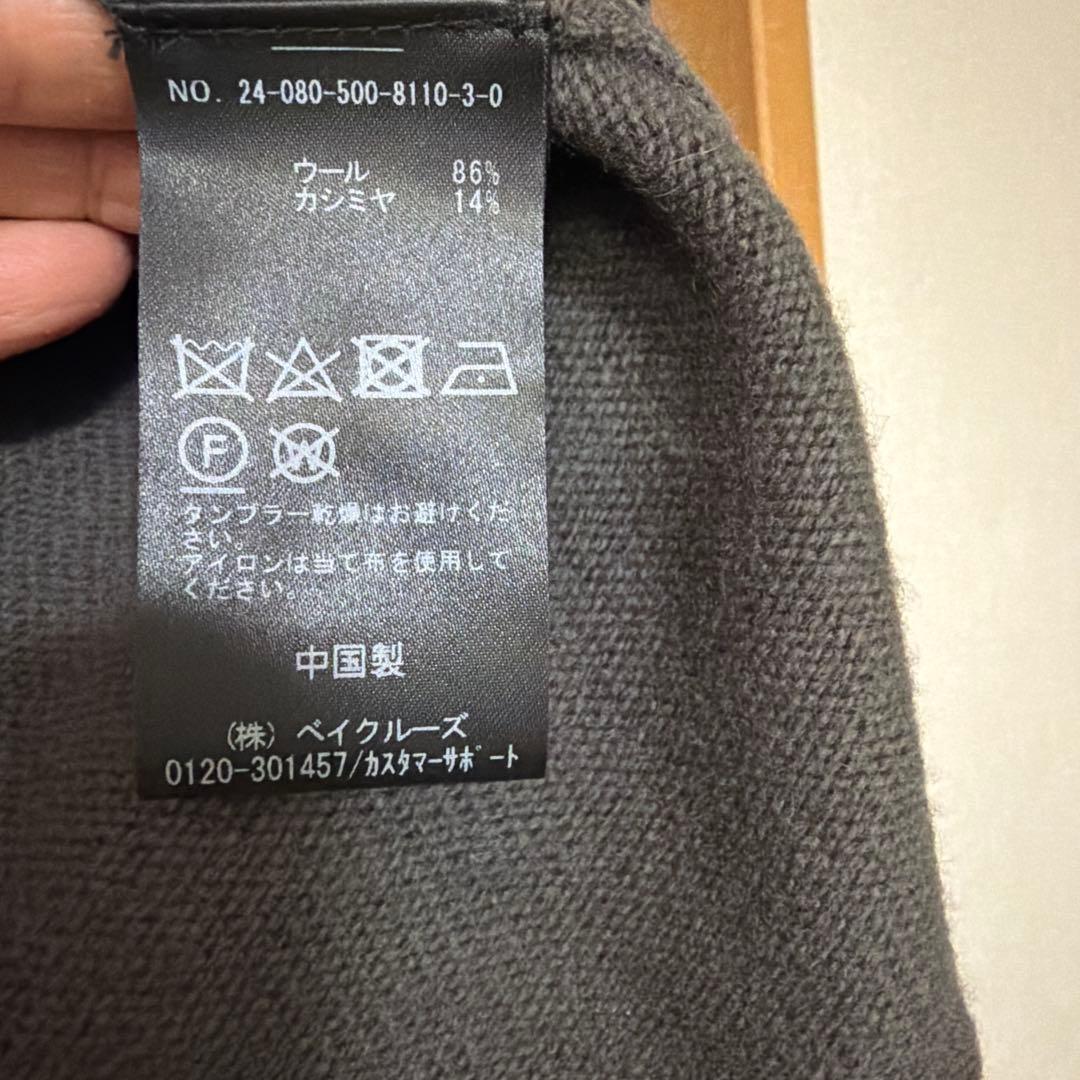 NO. 24-080-500-8110-3-0
ウール 86%
カシミヤ 14%
F
W
タンブラー乾燥はお避けくだ
さい。
アイロンは当て布を使用して
ください。
中国製
(株) ベイクルーズ
0120-301457/ｶｽﾀﾏｰｻﾎﾟｰﾄ